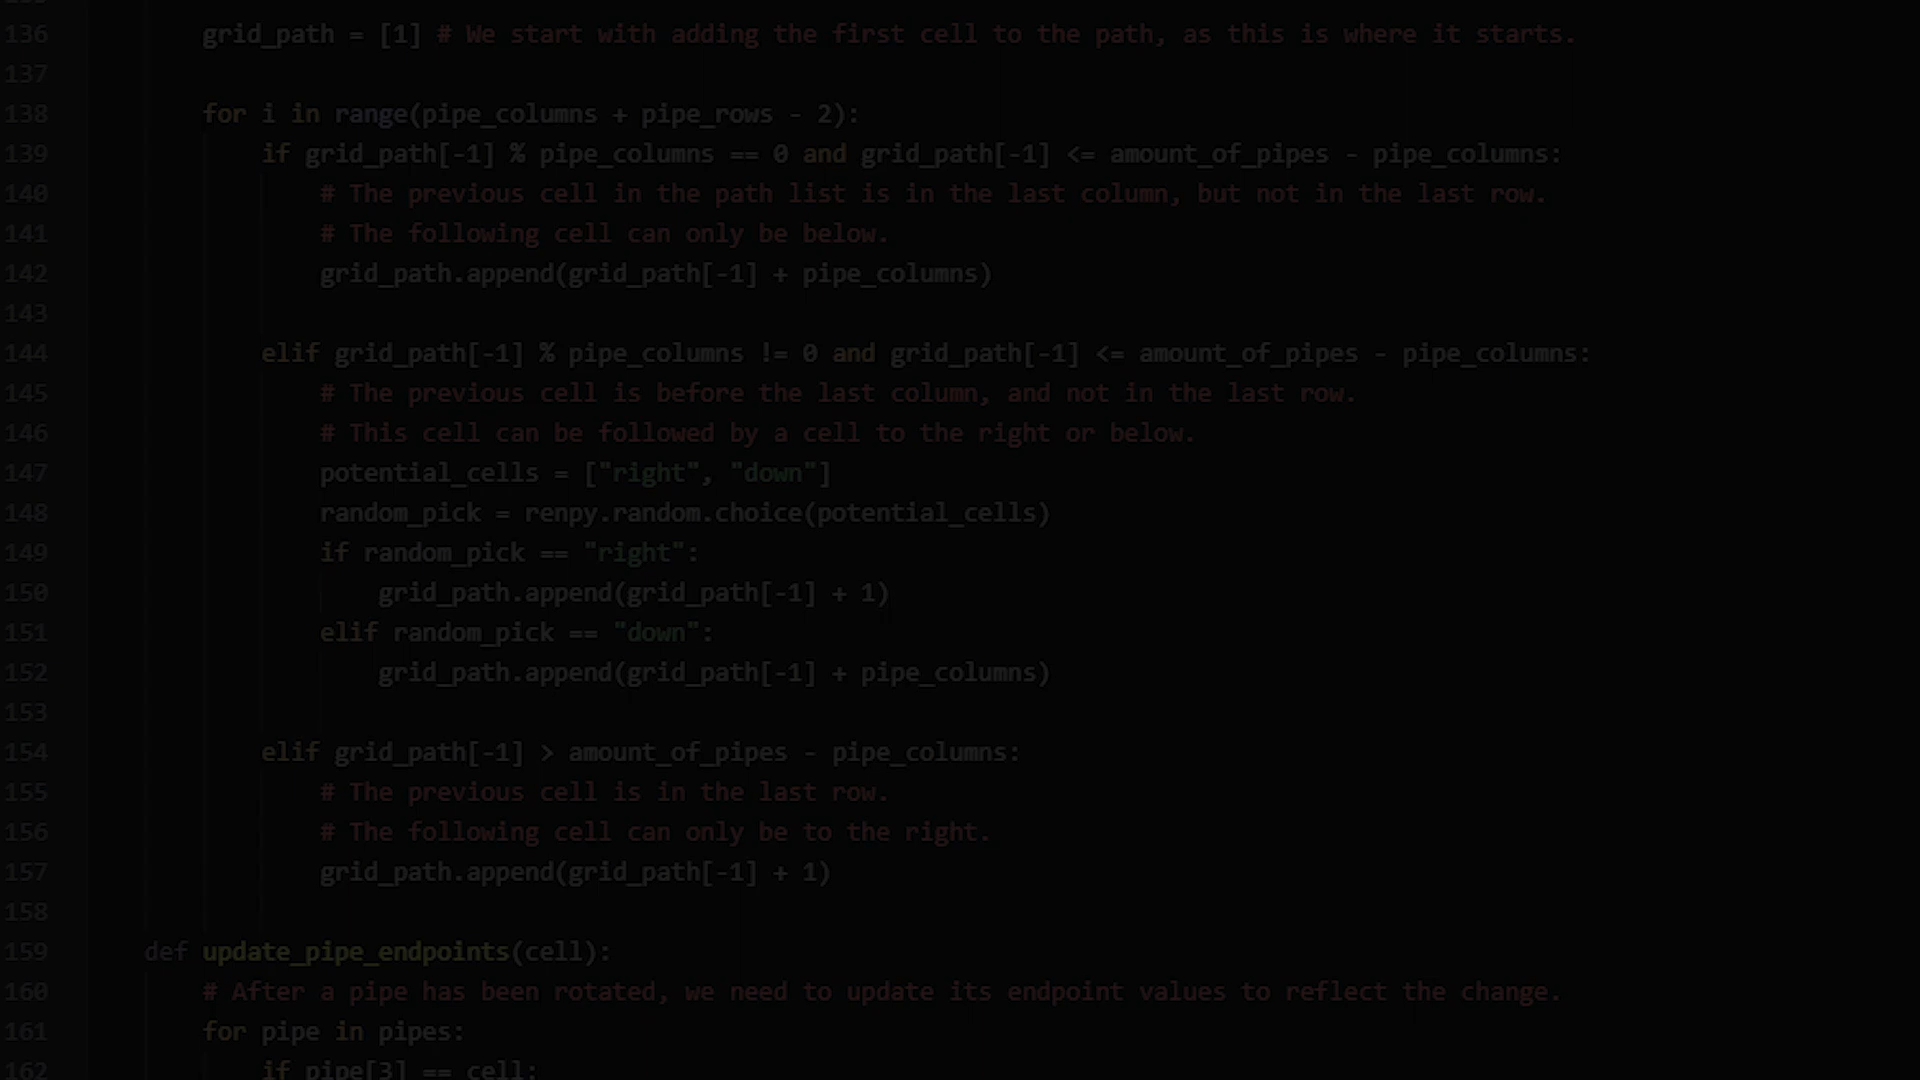 136 grid_path = [1] # We start with adding the first cell to the path, as this is where it starts.
137
138 for i in range(pipe_columns + pipe_rows - 2):
139 if grid_path[-1] % pipe_columns == 0 and grid_path[-1] <= amount_of_pipes - pipe_columns:
140 # The previous cell in the path list is in the last column, but not in the last row.
141 # The following cell can only be below.
142 grid_path.append(grid_path[-1] + pipe_columns)
143
144 elif grid_path[-1] % pipe_columns != 0 and grid_path[-1] <= amount_of_pipes - pipe_columns:
145 # The previous cell is before the last column, and not in the last row.
146 # This cell can be followed by a cell to the right or below.
147 potential_cells = ["right", "down"]
148 random_pick = renpy.random.choice(potential_cells)
149 if random_pick == "right":
150 grid_path.append(grid_path[-1] + 1)
151 elif random_pick == "down":
152 grid_path.append(grid_path[-1] + pipe_columns)
153
154 elif grid_path[-1] > amount_of_pipes - pipe_columns:
155 # The previous cell is in the last row.
156 # The following cell can only be to the right.
157 grid_path.append(grid_path[-1] + 1)
158
159 def update_pipe_endpoints(cell):
160 # After a pipe has been rotated, we need to update its endpoint values to reflect the change.
161 for pipe in pipes:
162 if pipe[3] == cell: